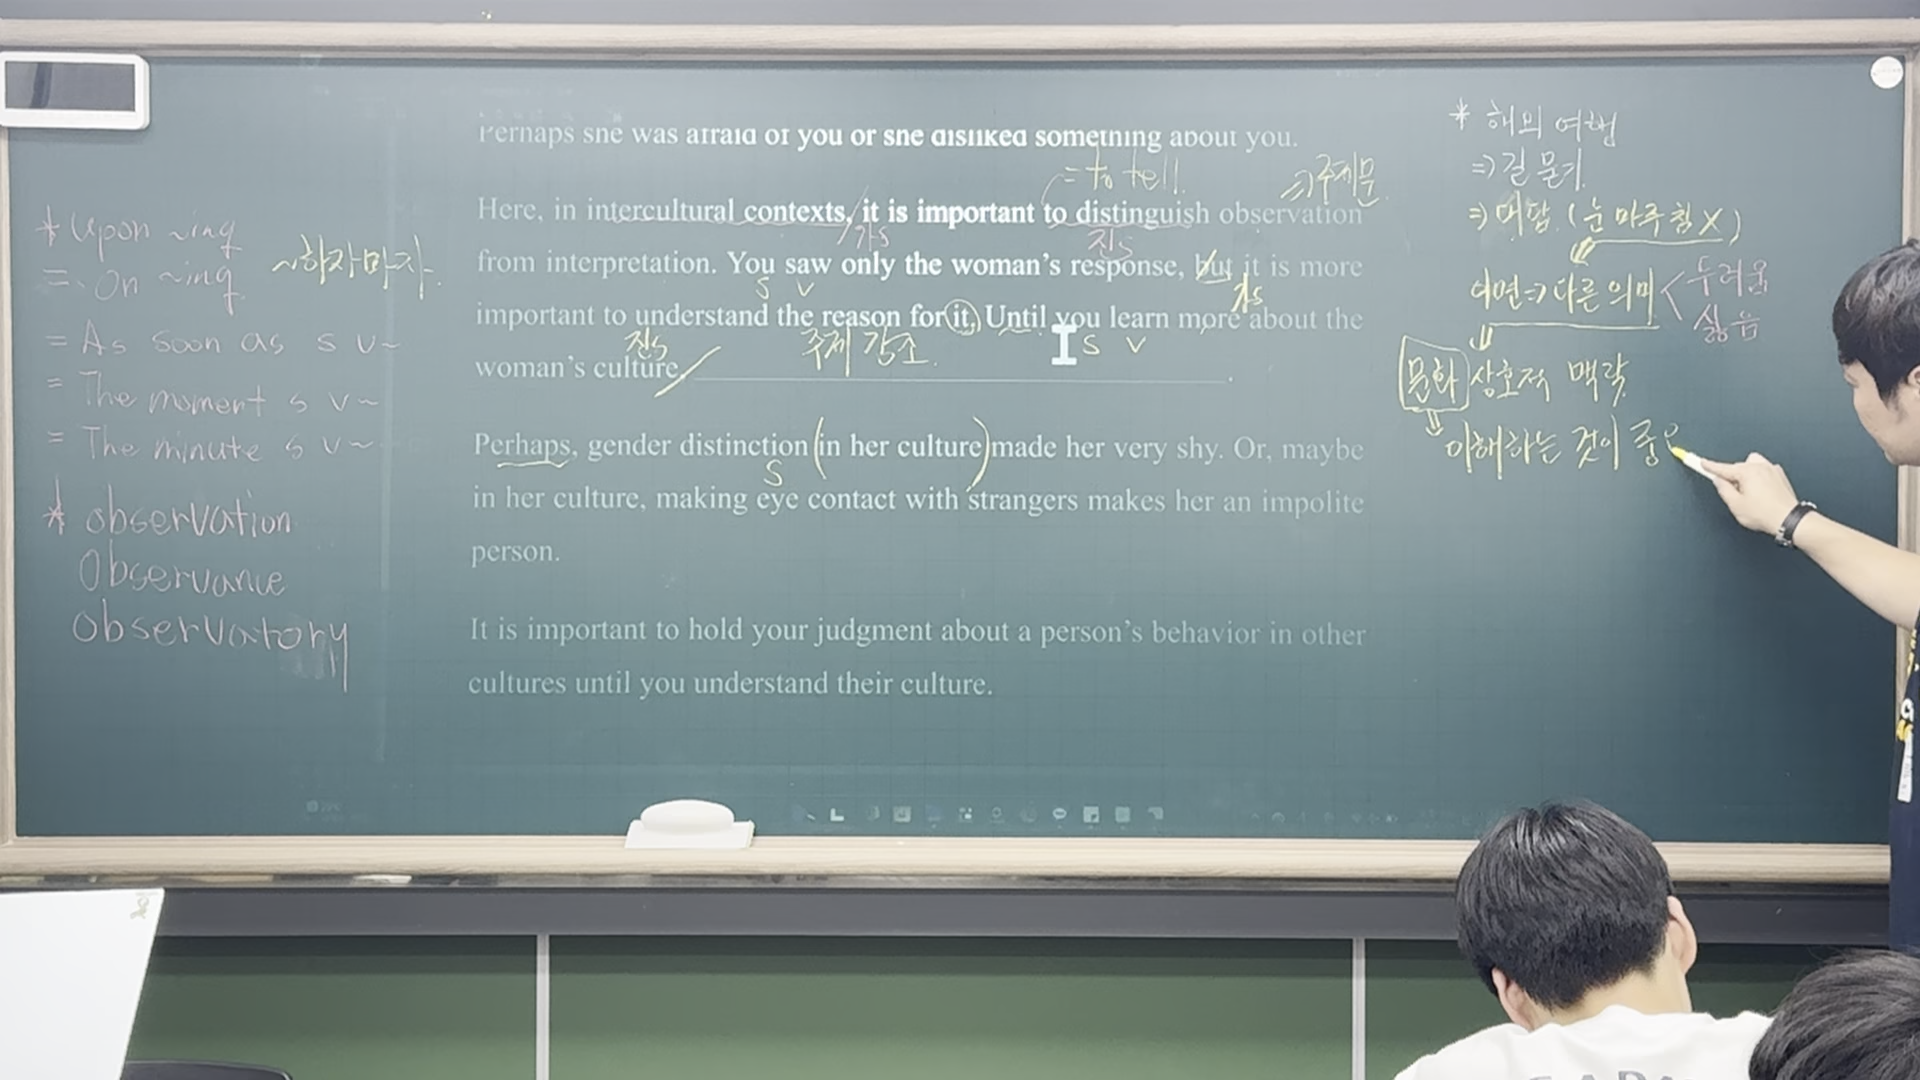 Perhaps she was afraid of you or she disliked something about you.
= to tell.
⇒주제문
Here, in intercultural contexts, it is important to distinguish observation
가S
진S
from interpretation. You saw only the woman's response, but it is more
S V
가S
important to understand the reason for it. Until you learn more about the
진S
주제 강조
S V
woman's culture, ______________________________.
Perhaps, gender distinction (in her culture) made her very shy. Or, maybe
S
in her culture, making eye contact with strangers makes her an impolite
person.
It is important to hold your judgment about a person's behavior in other
cultures until you understand their culture.
* upon ~ing
= On ~ing
~하자마자.
= As soon as s v~
= The moment s v~
= The minute s v~
* observation
Observance
observatory
* 해외 여행
⇒길 묻기
⇒대답 (눈 마주침 X)
이면⇒다른 의미 < 두려움
싫음
문화 상호적 맥락
이해하는 것이 중